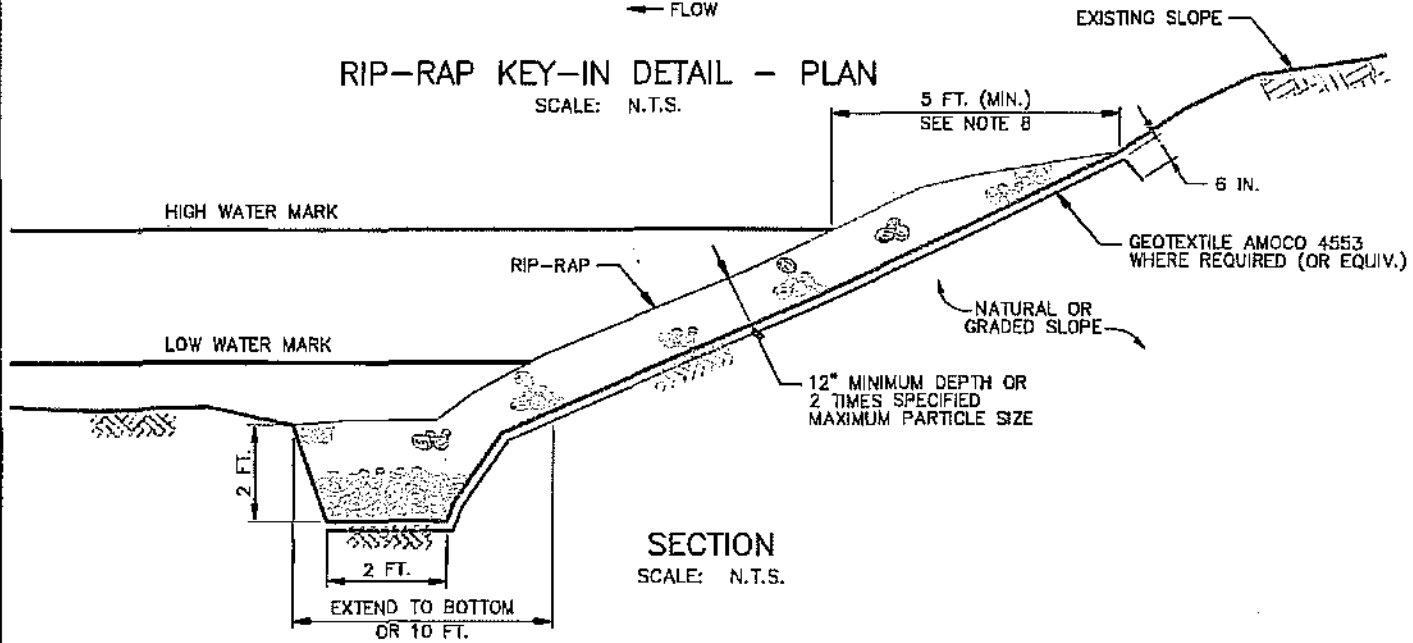 FLOW
EXISTING SLOPE
RIP-RAP KEY-IN DETAIL - PLAN
SCALE: N.T.S.
5 FT. (MIN.)
SEE NOTE 8
6 IN.
HIGH WATER MARK
GEOTEXTILE AMOCO 4553
WHERE REQUIRED (OR EQUIV.)
RIP-RAP
NATURAL OR
GRADED SLOPE
LOW WATER MARK
12" MINIMUM DEPTH OR
2 TIMES SPECIFIED
MAXIMUM PARTICLE SIZE
2 FT.
SECTION
SCALE: N.T.S.
2 FT.
EXTEND TO BOTTOM
OR 10 FT.